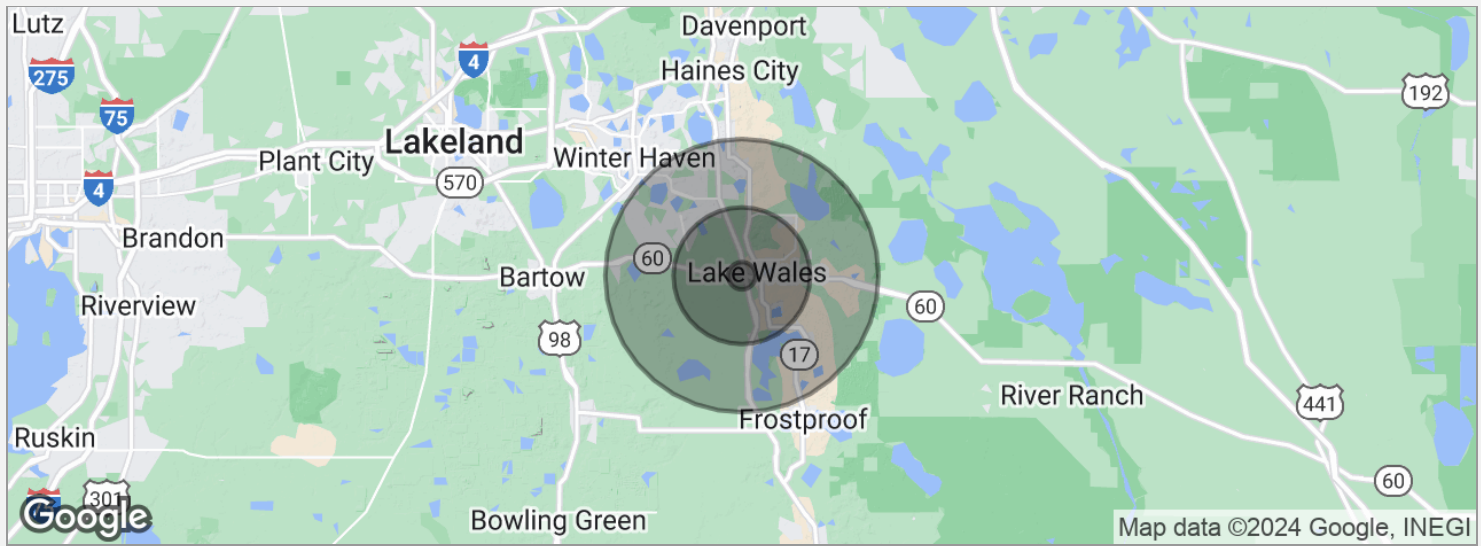 Lutz
Davenport
4
Haines City
275
192
75
Lakeland
Plant City
Winter Haven
570
4
Brandon
60
Lake Wales
Bartow
Riverview
60
98
17
River Ranch
441
Frostproof
Ruskin
60
301
Google
Bowling Green
Map data ©2024 Google, INEGI